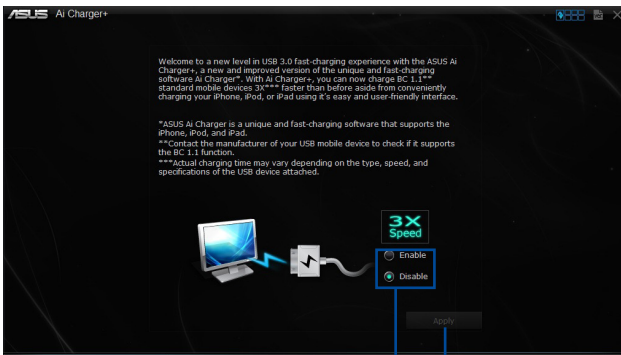 ASUS Ai Charger+
Welcome to a new level in USB 3.0 fast-charging experience with the ASUS Ai
Charger+, a new and improved version of the unique and fast-charging
software Ai Charger*. With Ai Charger+, you can now charge BC 1.1**
standard mobile devices 3X*** faster than before aside from conveniently
charging your iPhone, iPod, or iPad using it's easy and user-friendly interface.
*ASUS Ai Charger is a unique and fast-charging software that supports the
iPhone, iPod, and iPad.
**Contact the manufacturer of your USB mobile device to check if it supports
the BC 1.1 function.
***Actual charging time may vary depending on the type, speed, and
specifications of the USB device attached.
3X
Speed
Enable
Disable
Apply